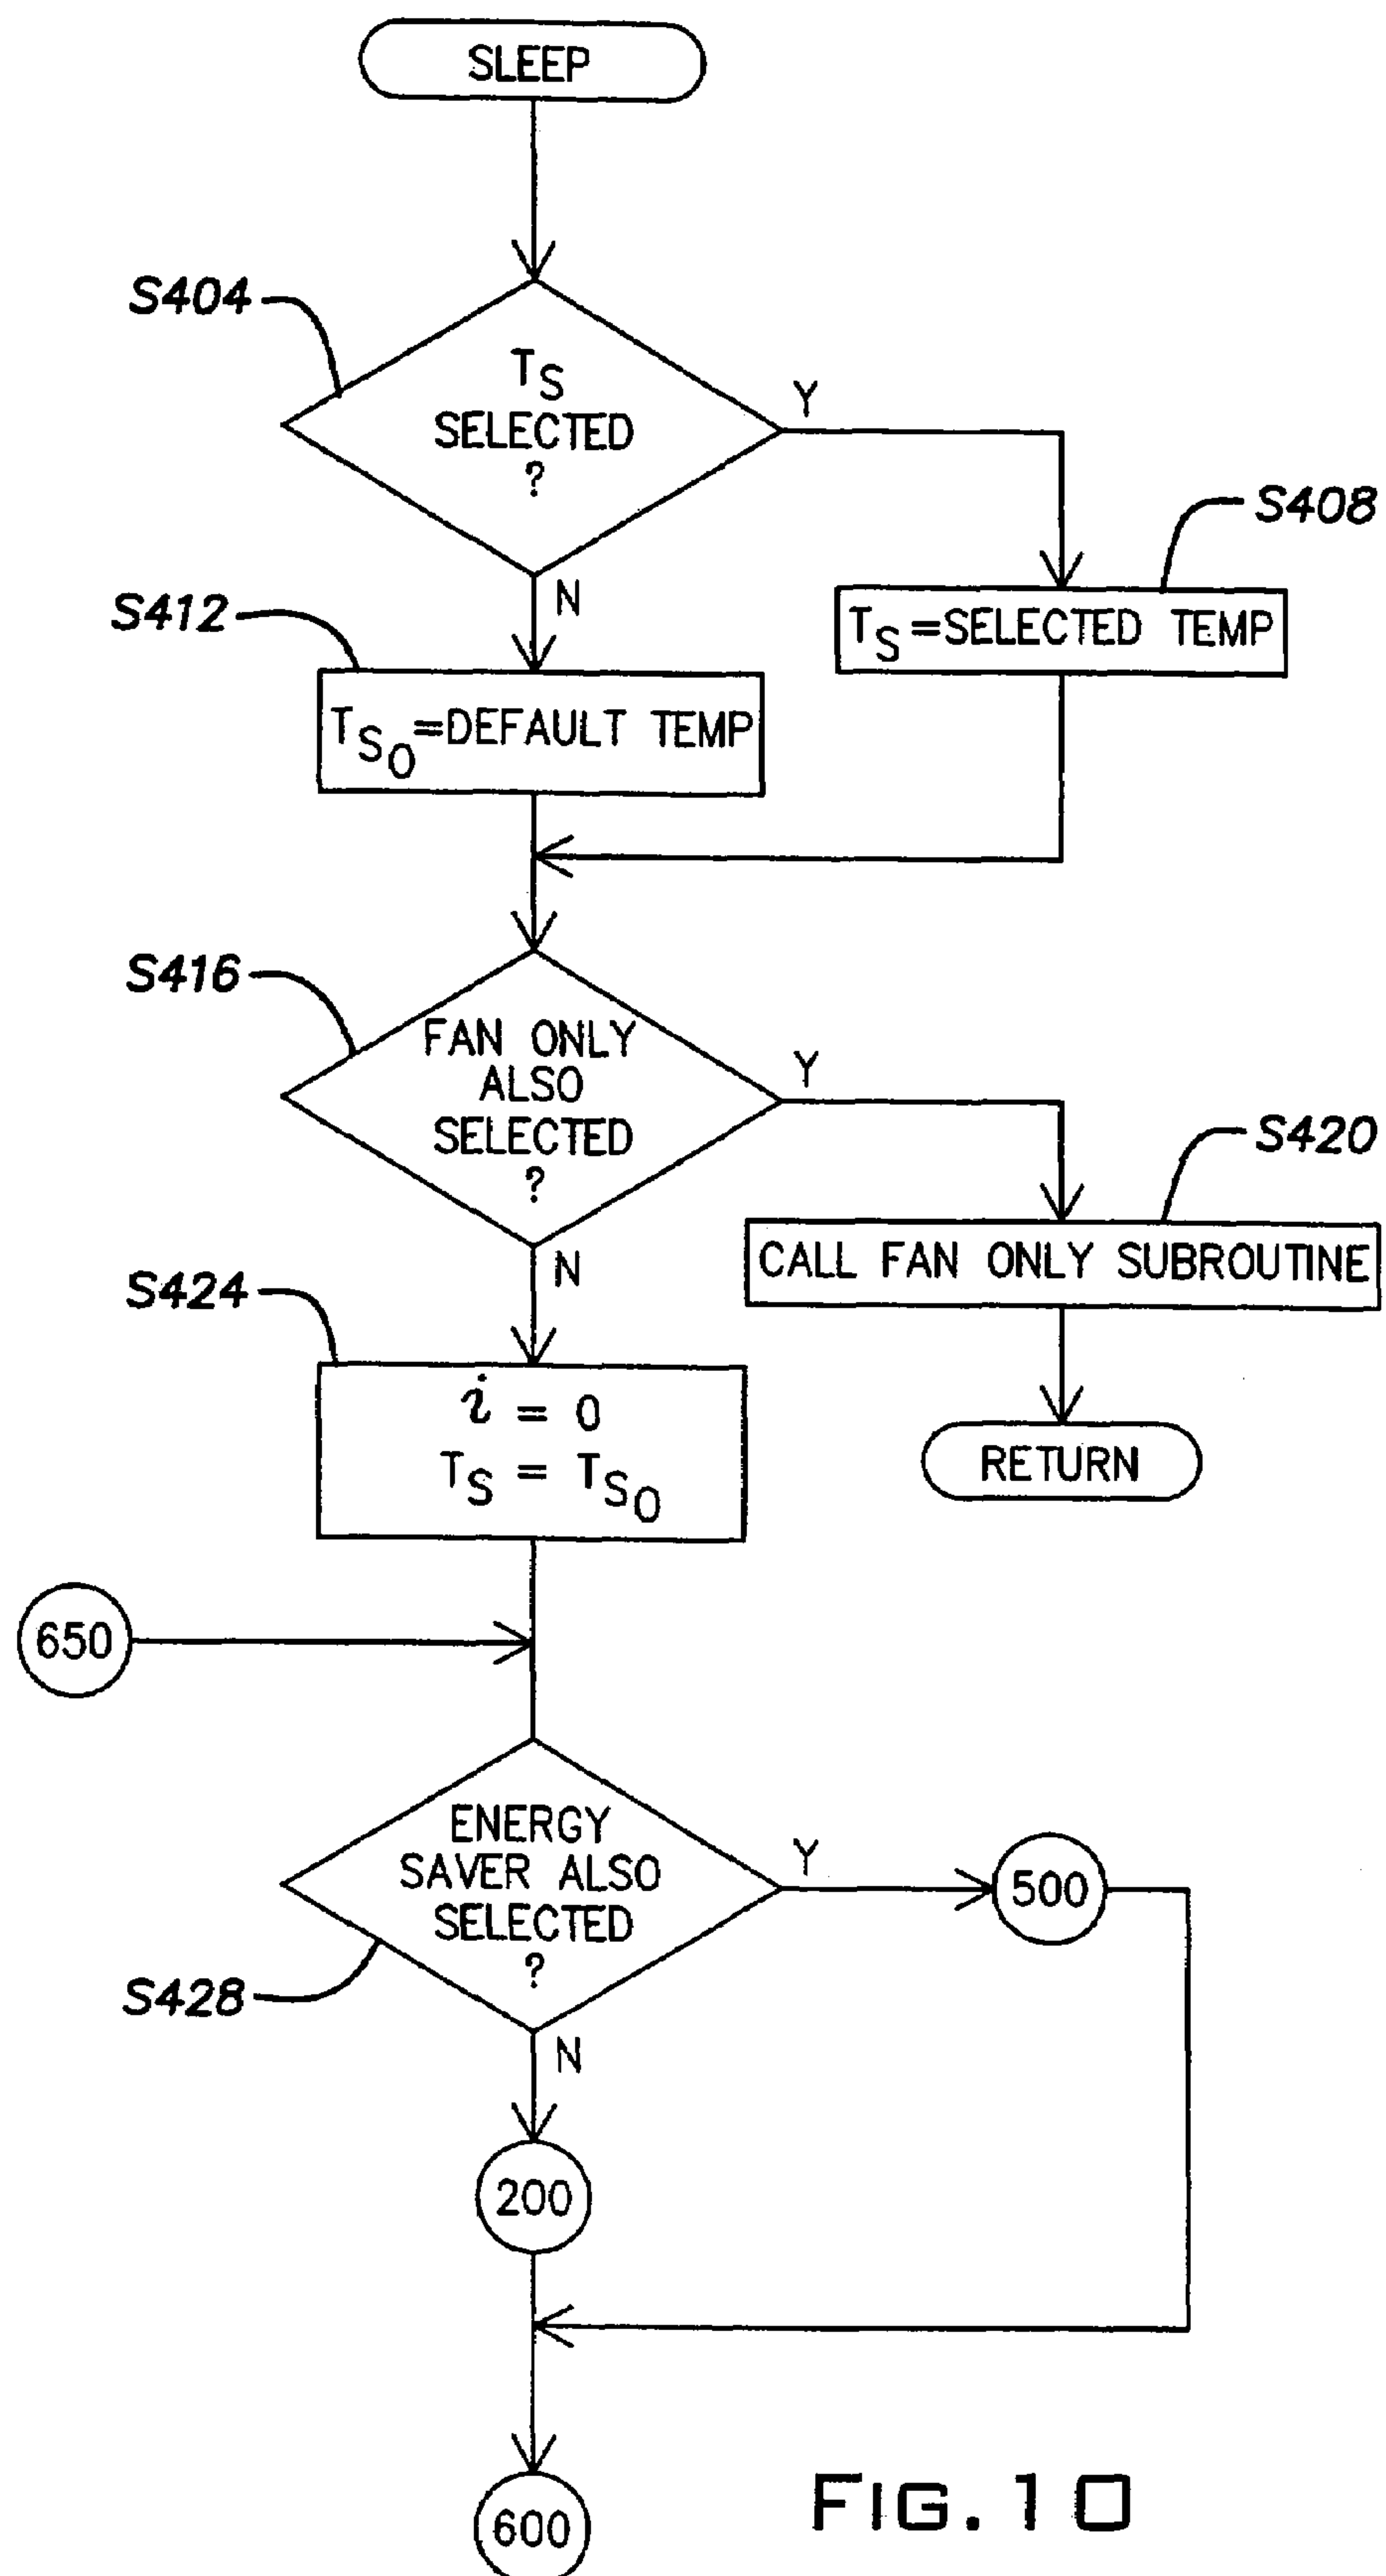 SLEEP
S404
TS
SELECTED
?
Y
S408
TS=SELECTED TEMP
N
S412
TS0=DEFAULT TEMP
S416
FAN ONLY
ALSO
SELECTED
?
Y
S420
CALL FAN ONLY SUBROUTINE
N
S424
i = 0
TS = TS0
RETURN
650
ENERGY
SAVER ALSO
SELECTED
?
Y
500
S428
N
200
600
FIG. 10